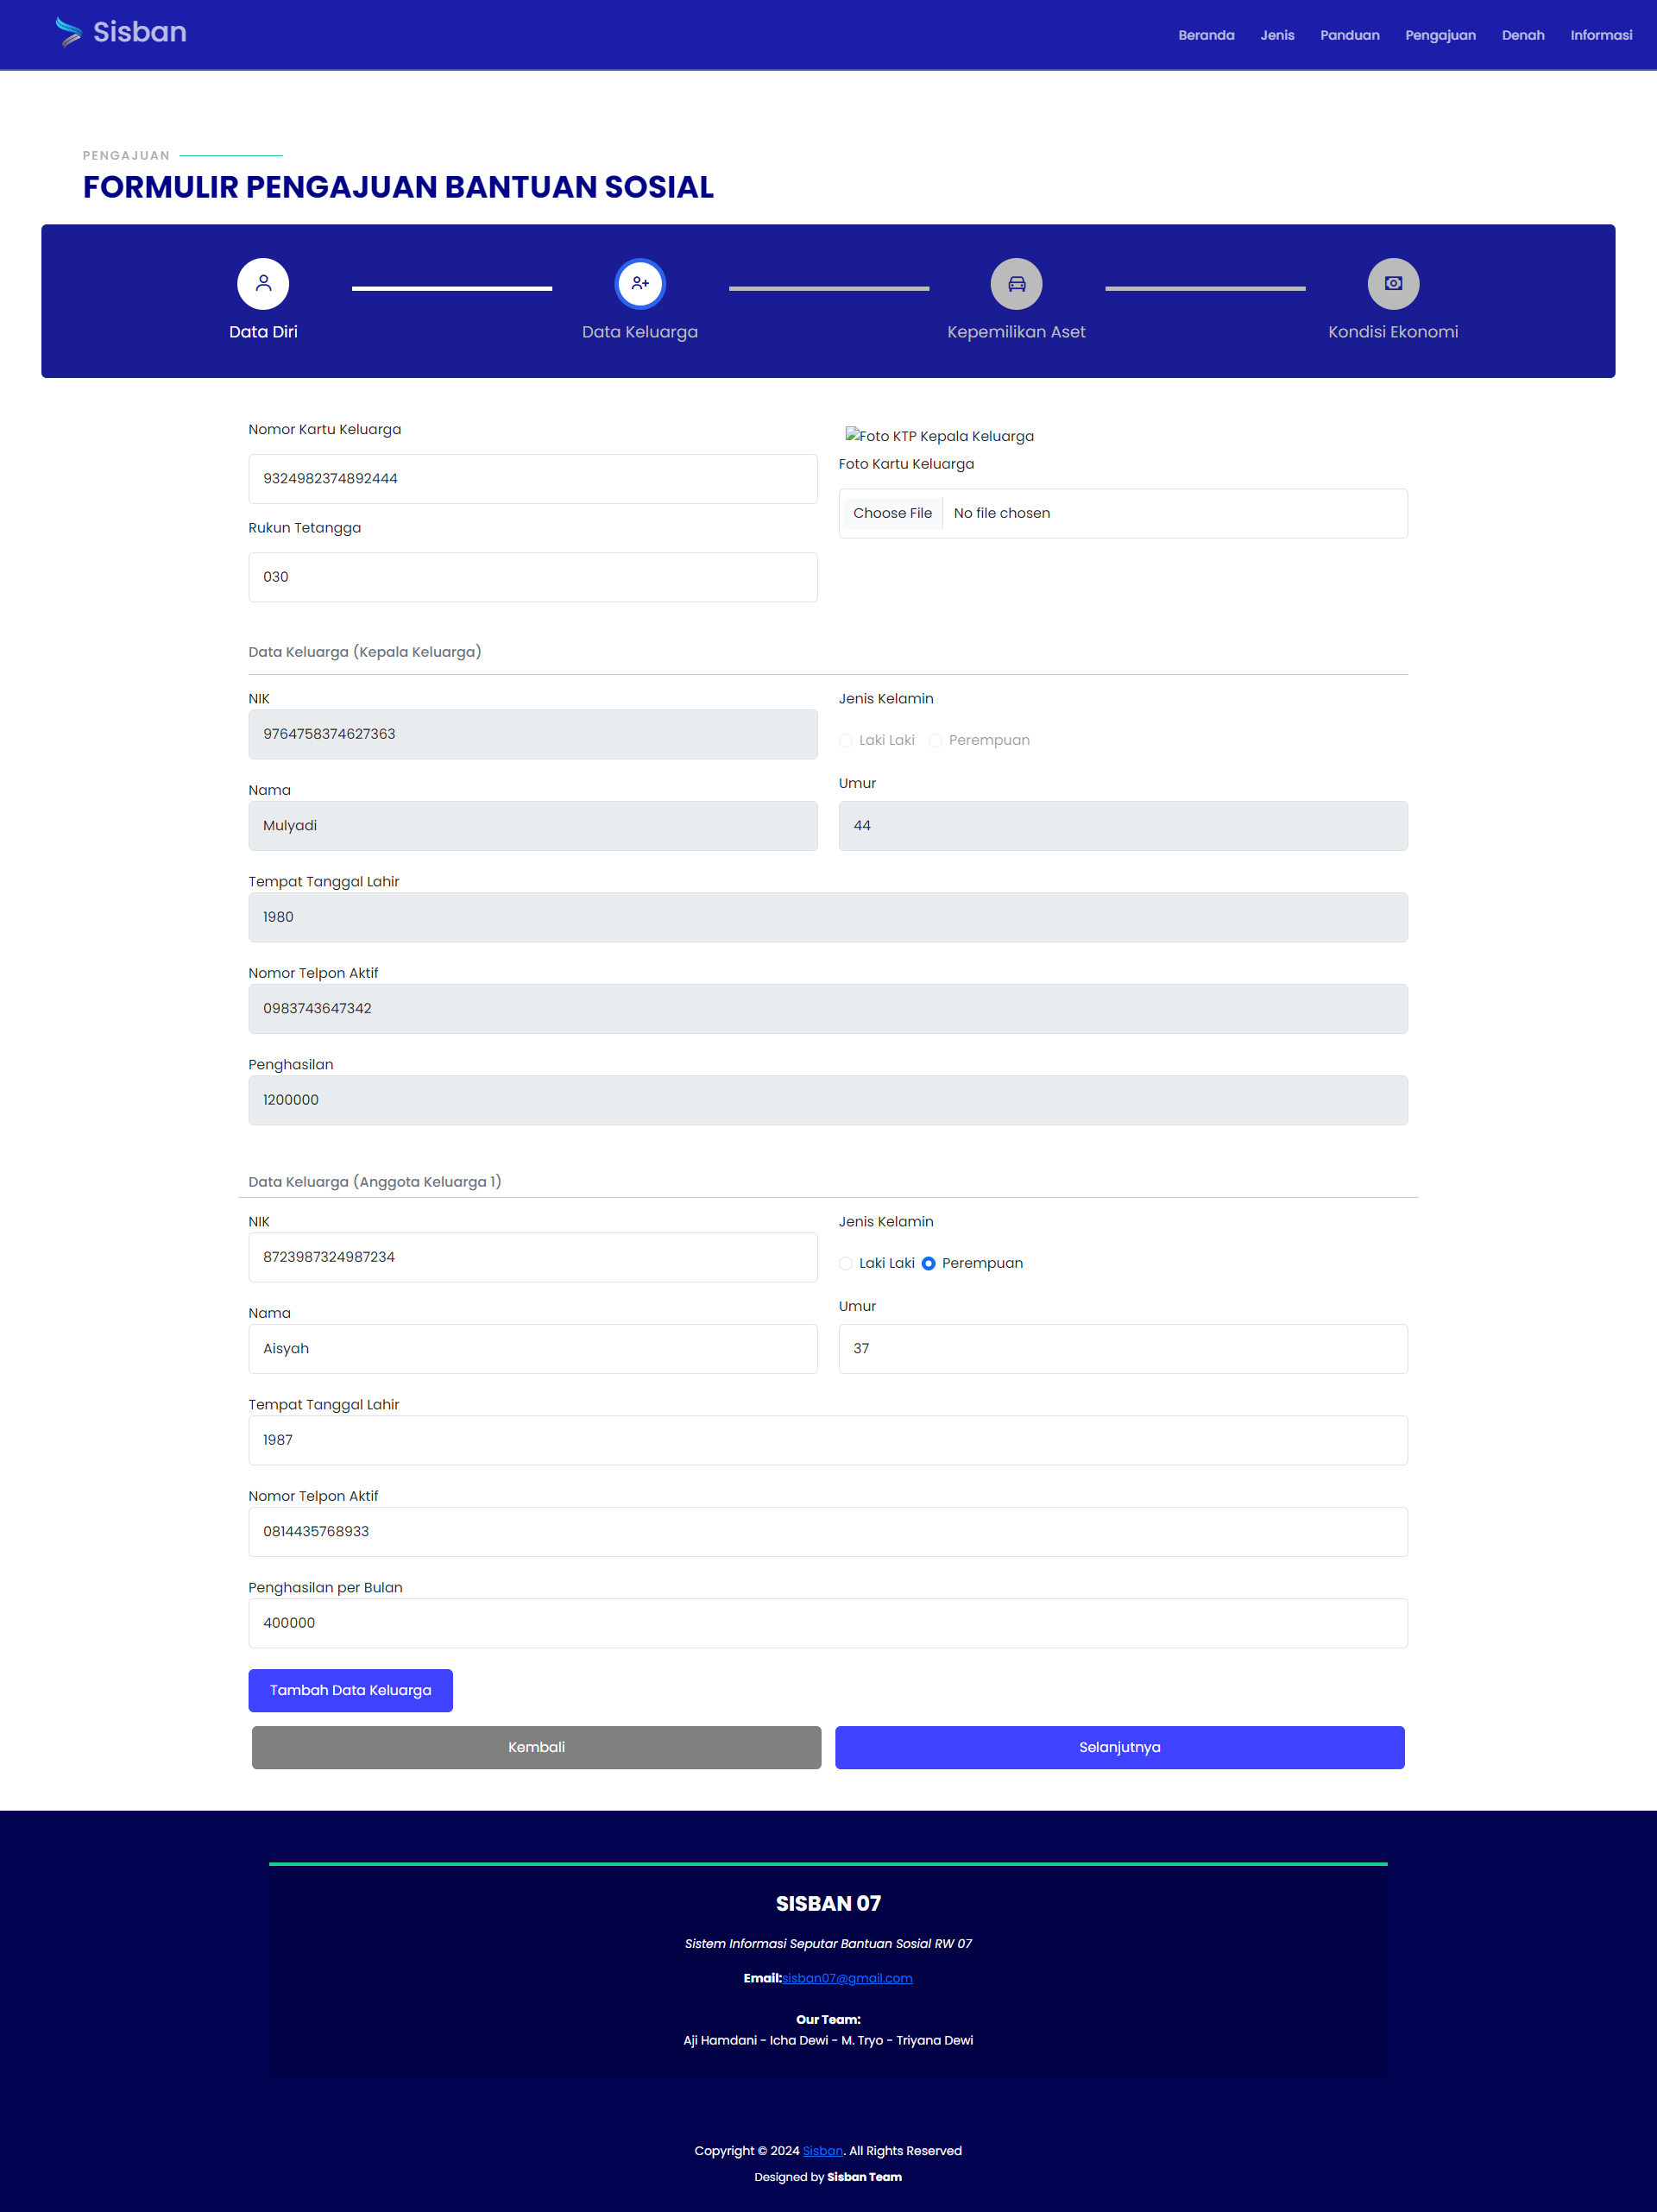 Sisban
Beranda Jenis Panduan Pengajuan Denah Informasi
PENGAJUAN
FORMULIR PENGAJUAN BANTUAN SOSIAL
Data Diri
Data Keluarga
Kepemilikan Aset
Kondisi Ekonomi
Nomor Kartu Keluarga
9324982374892444
Rukun Tetangga
030
Foto KTP Kepala Keluarga
Foto Kartu Keluarga
Choose File No file chosen
Data Keluarga (Kepala Keluarga)
NIK
9764758374627363
Jenis Kelamin
Laki Laki Perempuan
Nama
Mulyadi
Umur
44
Tempat Tanggal Lahir
1980
Nomor Telpon Aktif
0983743647342
Penghasilan
1200000
Data Keluarga (Anggota Keluarga 1)
NIK
8723987324987234
Jenis Kelamin
Laki Laki Perempuan
Nama
Aisyah
Umur
37
Tempat Tanggal Lahir
1987
Nomor Telpon Aktif
0814435768933
Penghasilan per Bulan
400000
Tambah Data Keluarga
Kembali
Selanjutnya
SISBAN 07
Sistem Informasi Seputar Bantuan Sosial RW 07
Email:sisban07@gmail.com
Our Team:
Aji Hamdani - Icha Dewi - M. Tryo - Triyana Dewi
Copyright © 2024 Sisban. All Rights Reserved
Designed by Sisban Team